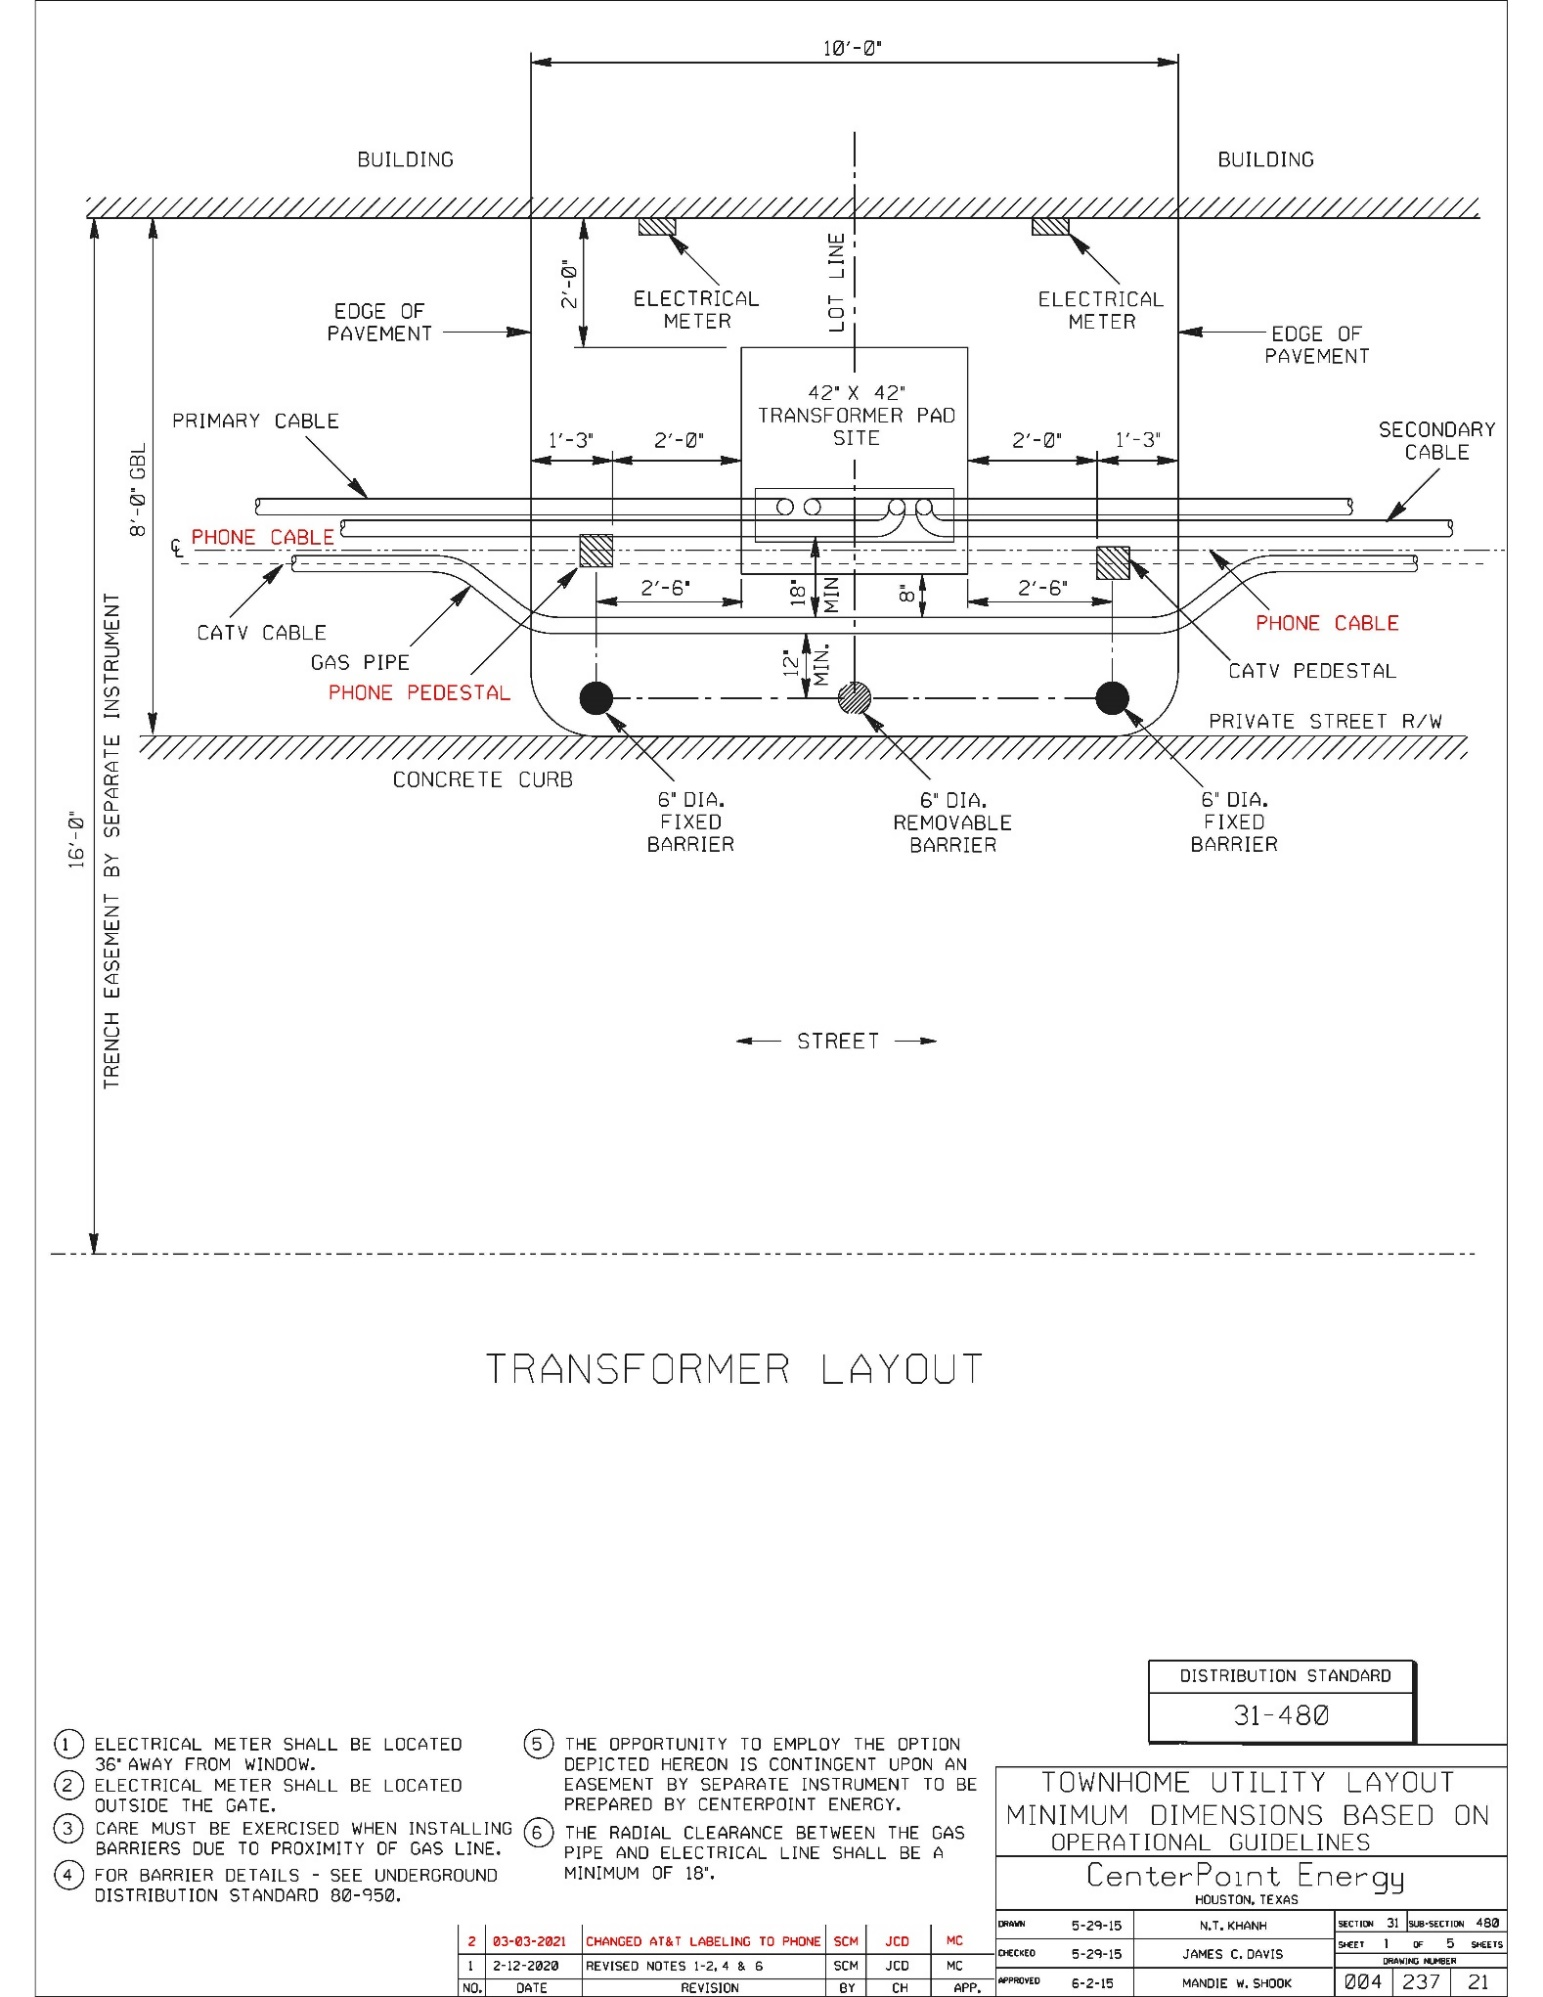 10'-0"
BUILDING
BUILDING
LOT LINE
2'-0"
ELECTRICAL
METER
ELECTRICAL
METER
EDGE OF
PAVEMENT
EDGE OF
PAVEMENT
42" X 42"
TRANSFORMER PAD
SITE
PRIMARY CABLE
1'-3"
2'-0"
2'-0"
1'-3"
SECONDARY
CABLE
8'-0" GBL
PHONE CABLE
2'-6"
18"
MIN
8"
2'-6"
CATV CABLE
GAS PIPE
PHONE PEDESTAL
12"
MIN.
PHONE CABLE
CATV PEDESTAL
PRIVATE STREET R/W
CONCRETE CURB
6" DIA.
FIXED
BARRIER
6" DIA.
REMOVABLE
BARRIER
6" DIA.
FIXED
BARRIER
16'-0"
TRENCH EASEMENT BY SEPARATE INSTRUMENT
STREET
TRANSFORMER LAYOUT
DISTRIBUTION STANDARD
31-480
1 ELECTRICAL METER SHALL BE LOCATED
36" AWAY FROM WINDOW.
2 ELECTRICAL METER SHALL BE LOCATED
OUTSIDE THE GATE.
3 CARE MUST BE EXERCISED WHEN INSTALLING
BARRIERS DUE TO PROXIMITY OF GAS LINE.
4 FOR BARRIER DETAILS - SEE UNDERGROUND
DISTRIBUTION STANDARD 80-950.
5 THE OPPORTUNITY TO EMPLOY THE OPTION
DEPICTED HEREON IS CONTINGENT UPON AN
EASEMENT BY SEPARATE INSTRUMENT TO BE
PREPARED BY CENTERPOINT ENERGY.
6 THE RADIAL CLEARANCE BETWEEN THE GAS
PIPE AND ELECTRICAL LINE SHALL BE A
MINIMUM OF 18".
TOWNHOME UTILITY LAYOUT
MINIMUM DIMENSIONS BASED ON
OPERATIONAL GUIDELINES
CenterPoint Energy
HOUSTON, TEXAS
DRAWN 5-29-15 N.T. KHANH
CHECKED 5-29-15 JAMES C. DAVIS
APPROVED 6-2-15 MANDIE W. SHOOK
SECTION 31 SUB-SECTION 480
SHEET 1 OF 5 SHEETS
DRAWING NUMBER
004 237 21
2 03-03-2021 CHANGED AT&T LABELING TO PHONE SCM JCD MC
1 2-12-2020 REVISED NOTES 1-2, 4 & 6 SCM JCD MC
NO. DATE REVISION BY CH APP.